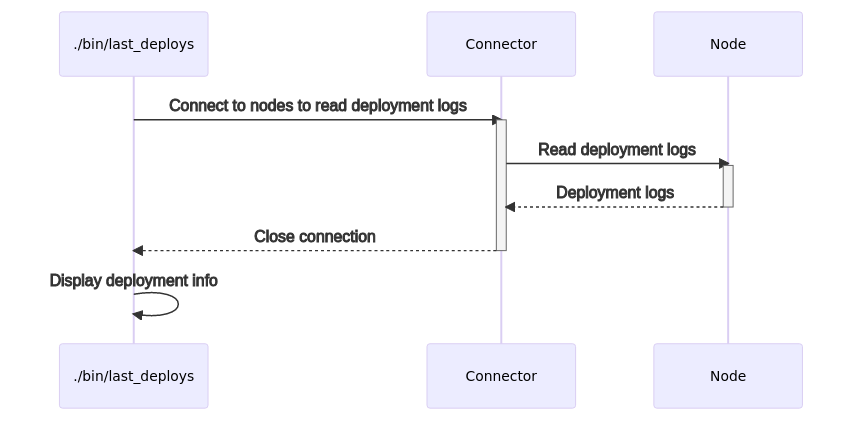 ./bin/last_deploys
Connector
Node
Connect to nodes to read deployment logs
Read deployment logs
Deployment logs
Close connection
Display deployment info
./bin/last_deploys
Connector
Node